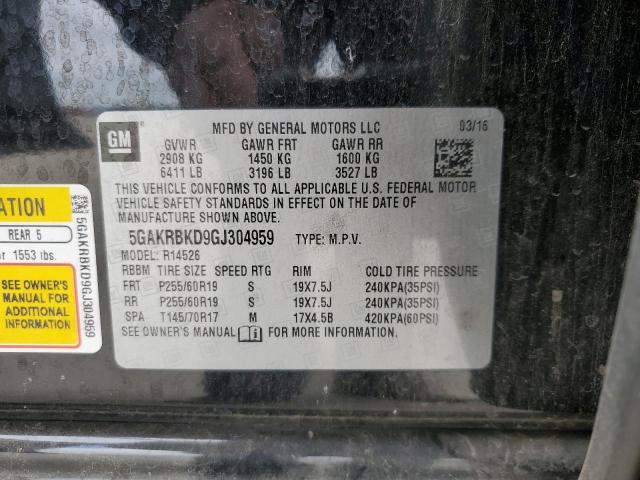 GM
MFD BY GENERAL MOTORS LLC 03/16
GVWR GAWR FRT GAWR RR
2908 KG 1450 KG 1600 KG
6411 LB 3196 LB 3527 LB
THIS VEHICLE CONFORMS TO ALL APPLICABLE U.S. FEDERAL MOTOR
VEHICLE SAFETY STANDARDS IN EFFECT ON THE DATE OF
MANUFACTURE SHOWN ABOVE.
5GAKRBKD9GJ304959 TYPE: M.P.V.
MODEL: R14526
RBBM TIRE SIZE SPEED RTG RIM COLD TIRE PRESSURE
FRT P255/60R19 S 19X7.5J 240KPA(35PSI)
RR P255/60R19 S 19X7.5J 240KPA(35PSI)
SPA T145/70R17 M 17X4.5B 420KPA(60PSI)
SEE OWNER'S MANUAL FOR MORE INFORMATION.
ATION
REAR 5
or 1553 lbs.
SEE OWNER'S
MANUAL FOR
ADDITIONAL
INFORMATION
5GAKRBKD9GJ304959